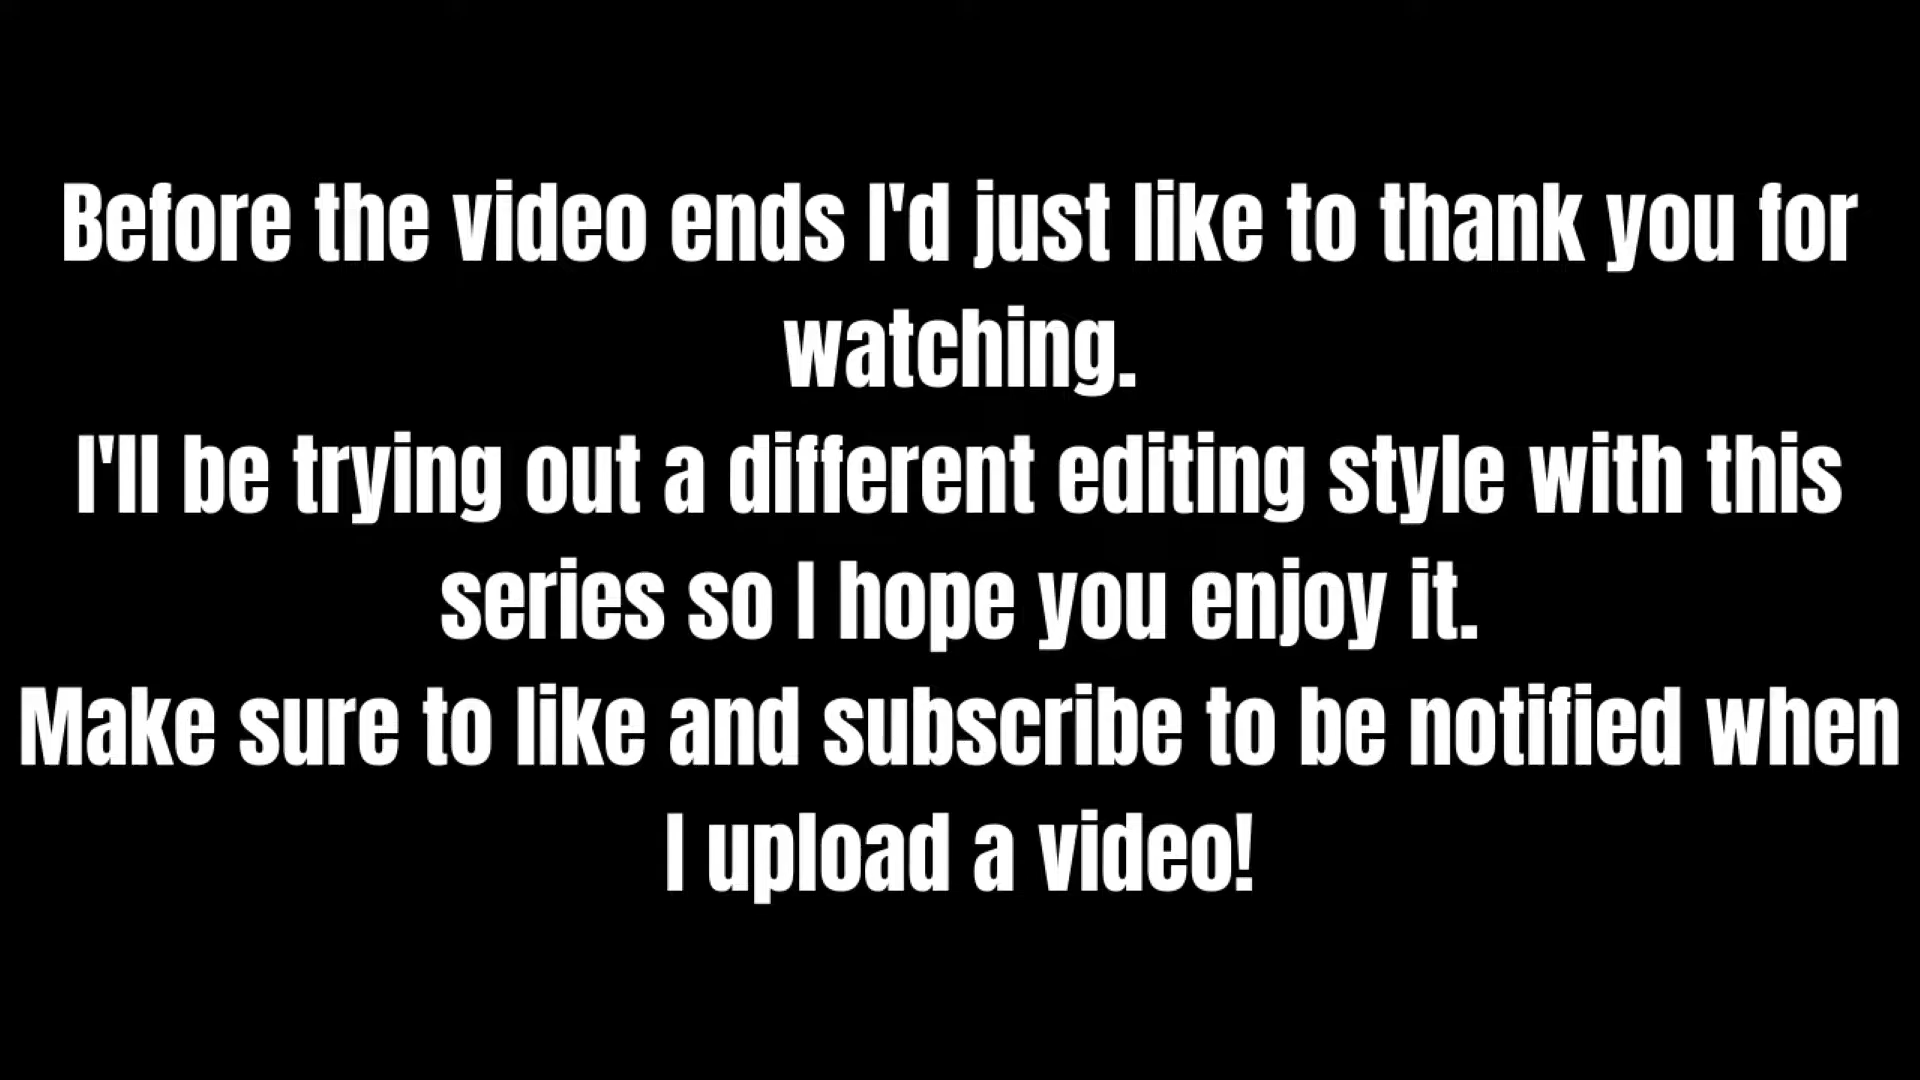 Before the video ends I'd just like to thank you for
watching.
I'll be trying out a different editing style with this
series so I hope you enjoy it.
Make sure to like and subscribe to be notified when
I upload a video!